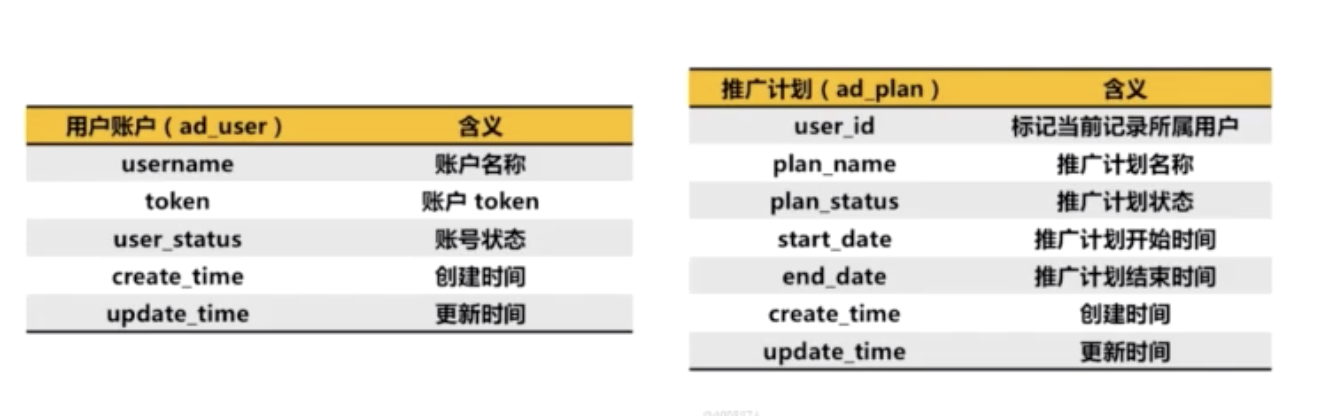 用户账户（ad_user） 含义
username 账户名称
token 账户 token
user_status 账号状态
create_time 创建时间
update_time 更新时间
推广计划（ad_plan） 含义
user_id 标记当前记录所属用户
plan_name 推广计划名称
plan_status 推广计划状态
start_date 推广计划开始时间
end_date 推广计划结束时间
create_time 创建时间
update_time 更新时间